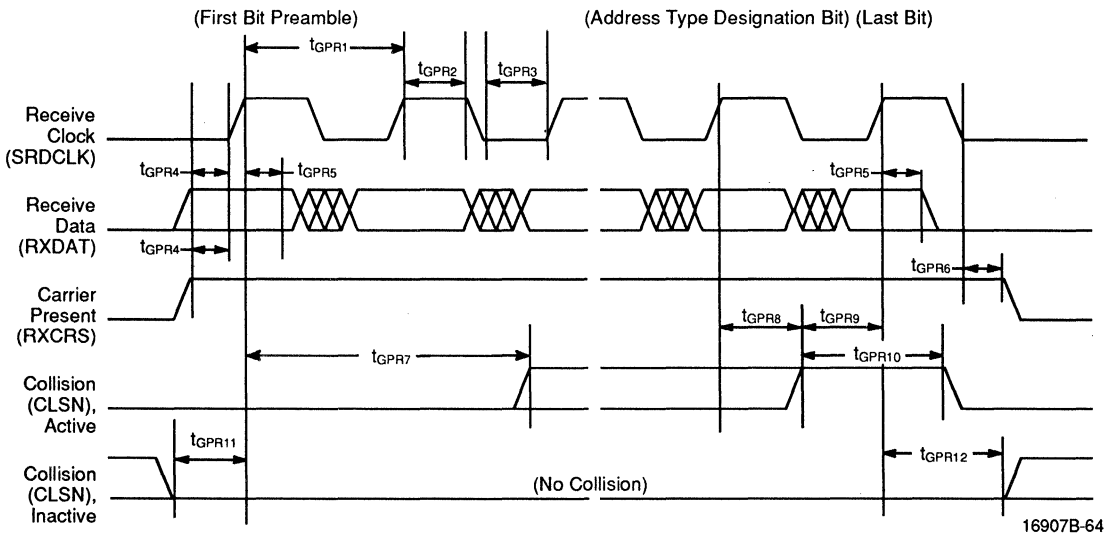 (First Bit Preamble)
(Address Type Designation Bit) (Last Bit)
tGPR1
tGPR2
tGPR3
Receive
Clock
(SRDCLK)
tGPR4
tGPR5
tGPR5
Receive
Data
(RXDAT)
tGPR4
tGPR6
Carrier
Present
(RXCRS)
tGPR8
tGPR9
tGPR7
tGPR10
Collision
(CLSN),
Active
tGPR11
tGPR12
Collision
(CLSN),
Inactive
(No Collision)
16907B-64